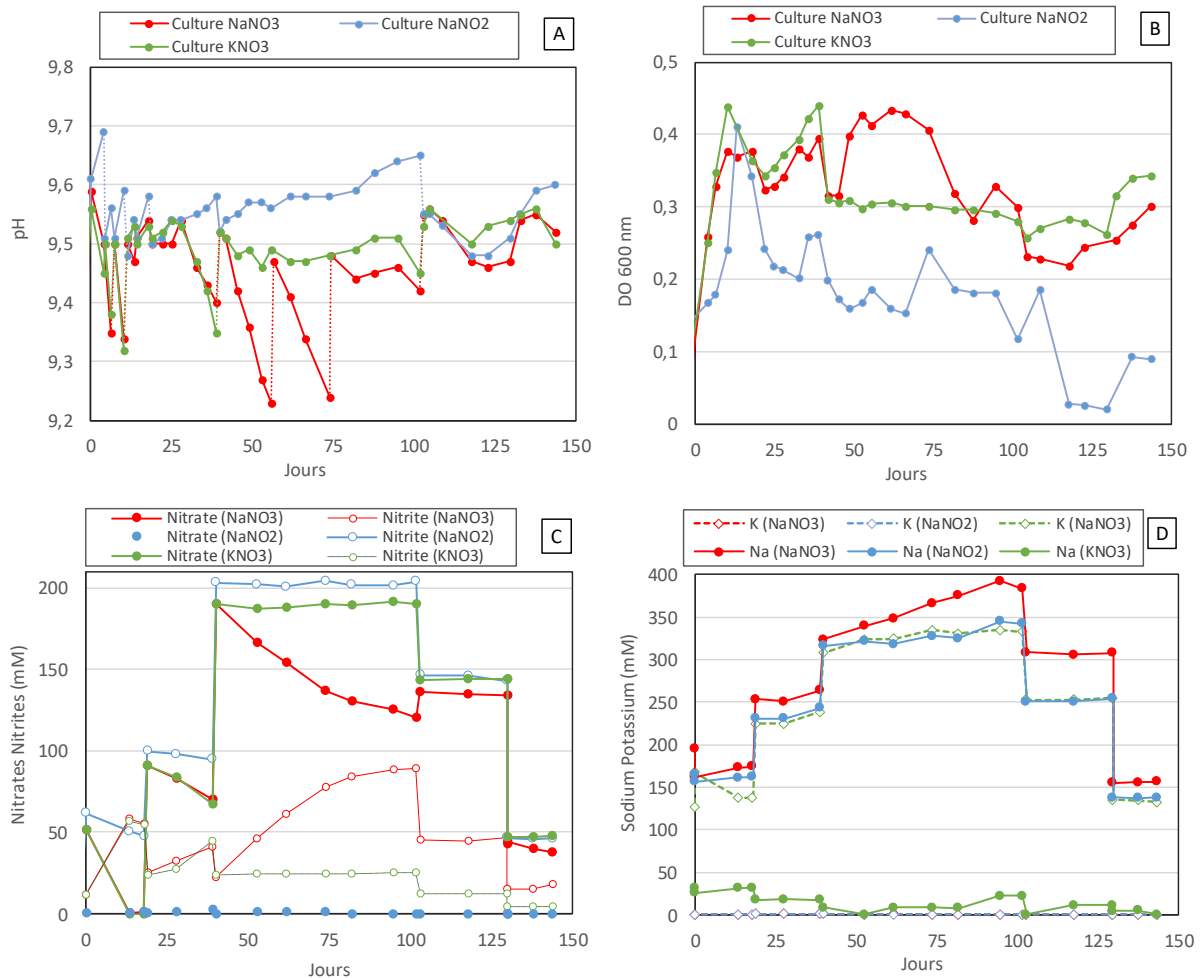 Culture NaNO3 Culture NaNO2
Culture KNO3
A
9,8
9,7
9,6
9,5
9,4
9,3
9,2
pH
0 25 50 75 100 125 150
Jours
Culture NaNO3 Culture NaNO2
Culture KNO3
B
0,5
0,4
0,3
0,2
0,1
0
DO 600 nm
0 25 50 75 100 125 150
Jours
Nitrate (NaNO3) Nitrite (NaNO3)
Nitrate (NaNO2) Nitrite (NaNO2)
Nitrate (KNO3) Nitrite (KNO3)
C
200
150
100
50
0
Nitrates Nitrites (mM)
0 25 50 75 100 125 150
Jours
K (NaNO3) K (NaNO2) K (NaNO3)
Na (NaNO3) Na (NaNO2) Na (KNO3)
D
400
350
300
250
200
150
100
50
0
Sodium Potassium (mM)
0 25 50 75 100 125 150
Jours